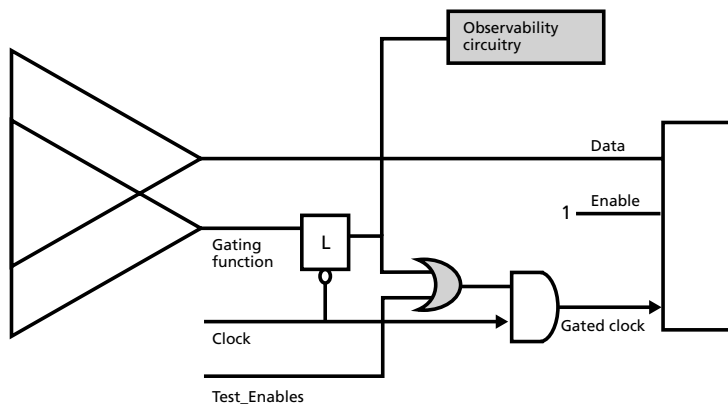 Observability
circuitry
Data
1 Enable
Gating
function
L
Clock
Gated clock
Test_Enables